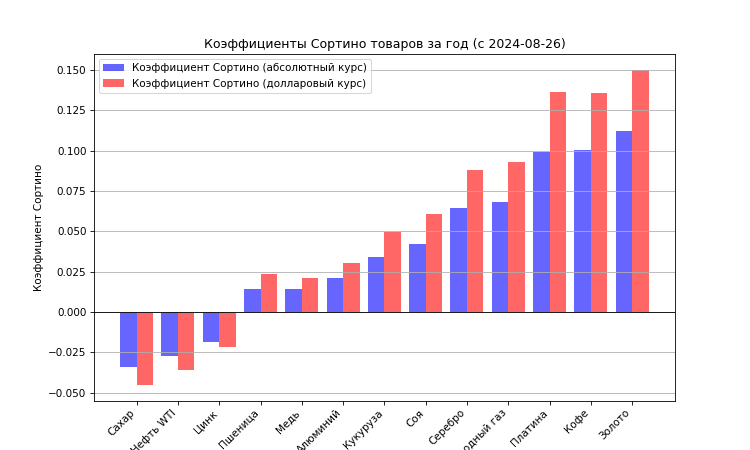 Коэффициенты Сортино товаров за год (с 2024-08-26)
Коэффициент Сортино (абсолютный курс)
Коэффициент Сортино (долларовый курс)
Коэффициент Сортино
0.150
0.125
0.100
0.075
0.050
0.025
0.000
−0.025
−0.050
Сахар
Нефть WTI
Цинк
Пшеница
Медь
Алюминий
Кукуруза
Соя
Серебро
одный газ
Платина
Кофе
Золото